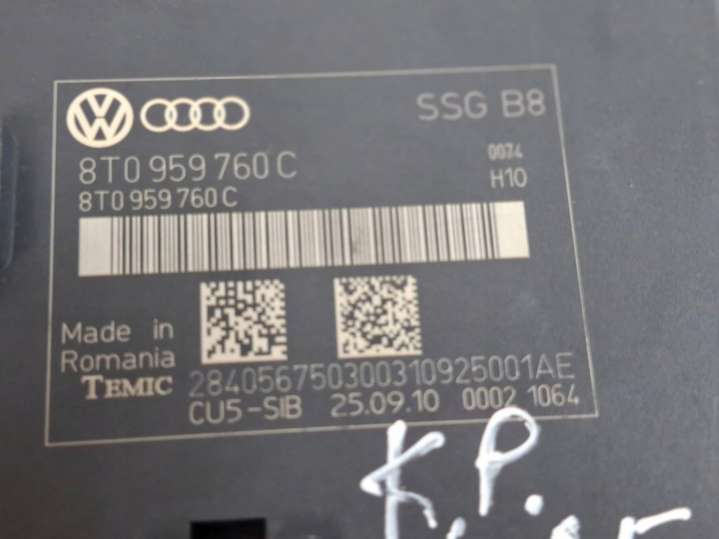 SSG B8
8T0 959 760 C
0074
8T0 959 760 C
H10
Made in
Romania
TEMIC 284056750300310925001AE
CU5-SIB 25.09.10 0002 1064
K.P.